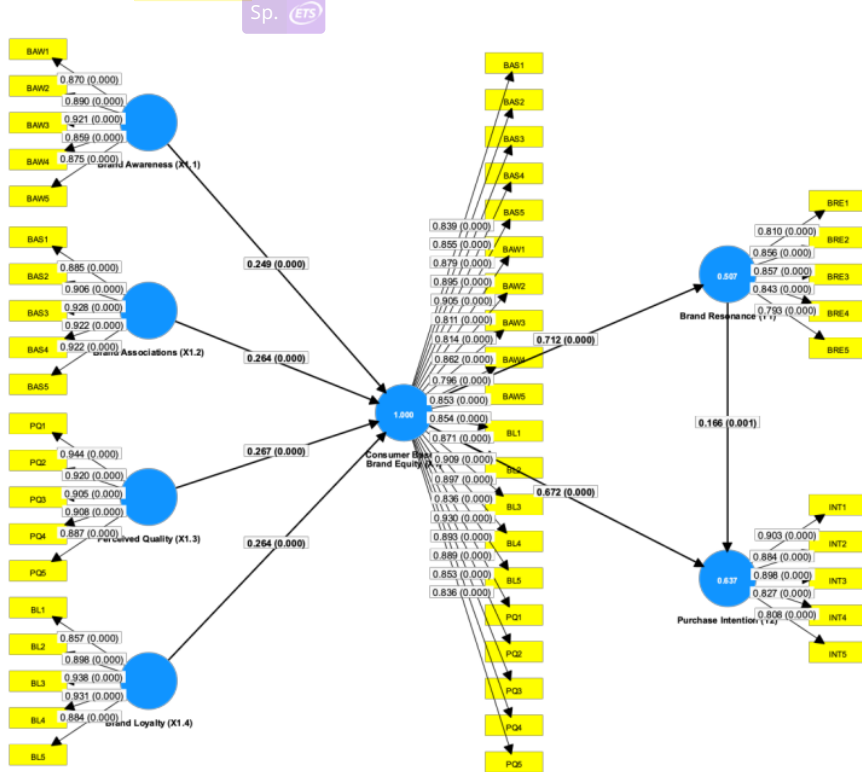 Sp. ETS
BAW1
BAW2
BAW3
BAW4
BAW5
0.870 (0.000)
0.890 (0.000)
0.921 (0.000)
0.859 (0.000)
0.875 (0.000)
Brand Awareness (X1.1)
BAS1
BAS2
BAS3
BAS4
BAS5
0.885 (0.000)
0.906 (0.000)
0.928 (0.000)
0.922 (0.000)
0.922 (0.000)
Brand Associations (X1.2)
PQ1
PQ2
PQ3
PQ4
PQ5
0.944 (0.000)
0.920 (0.000)
0.905 (0.000)
0.908 (0.000)
0.887 (0.000)
Perceived Quality (X1.3)
BL1
BL2
BL3
BL4
BL5
0.857 (0.000)
0.898 (0.000)
0.938 (0.000)
0.931 (0.000)
0.884 (0.000)
Brand Loyalty (X1.4)
0.249 (0.000)
0.264 (0.000)
0.267 (0.000)
0.264 (0.000)
1.000
Consumer Based
Brand Equity
0.839 (0.000)
0.855 (0.000)
0.879 (0.000)
0.895 (0.000)
0.905 (0.000)
0.811 (0.000)
0.814 (0.000)
0.862 (0.000)
0.796 (0.000)
0.853 (0.000)
0.854 (0.000)
0.871 (0.000)
0.909 (0.000)
0.897 (0.000)
0.836 (0.000)
0.930 (0.000)
0.893 (0.000)
0.889 (0.000)
0.853 (0.000)
0.836 (0.000)
BAS1
BAS2
BAS3
BAS4
BAS5
BAW1
BAW2
BAW3
BAW4
BAW5
BL1
BL2
BL3
BL4
BL5
PQ1
PQ2
PQ3
PQ4
PQ5
0.712 (0.000)
0.672 (0.000)
0.507
Brand Resonance (Y1)
0.810 (0.000)
0.856 (0.000)
0.857 (0.000)
0.843 (0.000)
0.793 (0.000)
BRE1
BRE2
BRE3
BRE4
BRE5
0.166 (0.001)
0.637
Purchase Intention (Y2)
0.903 (0.000)
0.884 (0.000)
0.898 (0.000)
0.827 (0.000)
0.808 (0.000)
INT1
INT2
INT3
INT4
INT5